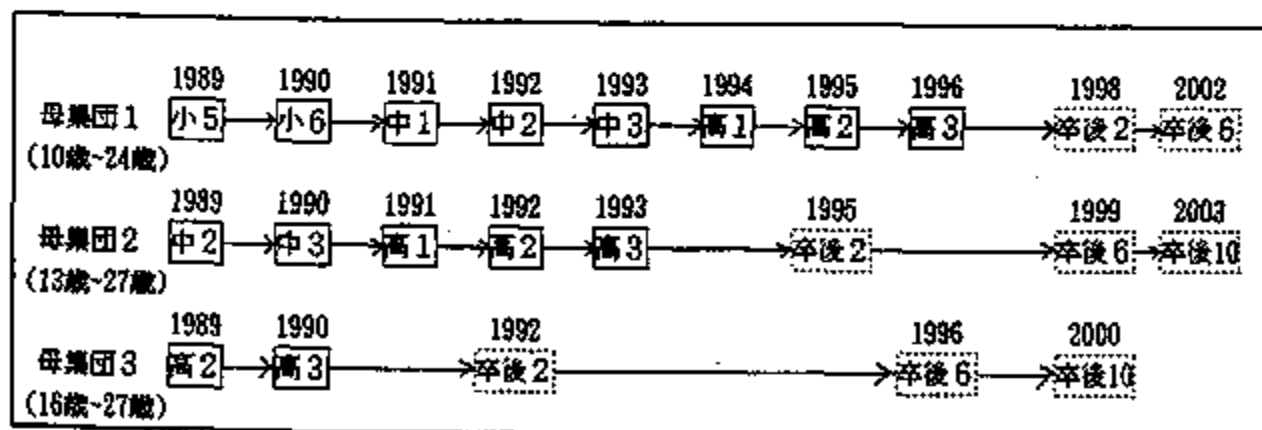 1989 1990 1991 1992 1993 1994 1995 1996 1998 2002
母集団1 小5 小6 中1 中2 中3 高1 高2 高3 卒後2 卒後6
(10歳~24歳)
1989 1990 1991 1992 1993 1995 1999 2003
母集団2 中2 中3 高1 高2 高3 卒後2 卒後6 卒後10
(13歳~27歳)
1989 1990 1992 1996 2000
母集団3 高2 高3 卒後2 卒後6 卒後10
(16歳~27歳)